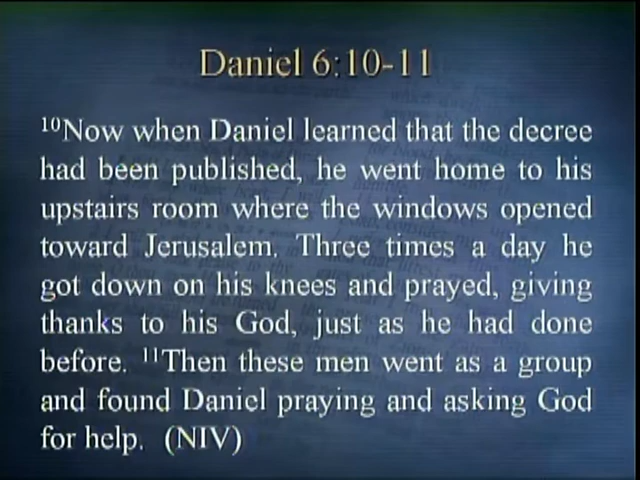 Daniel 6:10-11
¹⁰Now when Daniel learned that the decree
had been published, he went home to his
upstairs room where the windows opened
toward Jerusalem. Three times a day he
got down on his knees and prayed, giving
thanks to his God, just as he had done
before. ¹¹Then these men went as a group
and found Daniel praying and asking God
for help. (NIV)